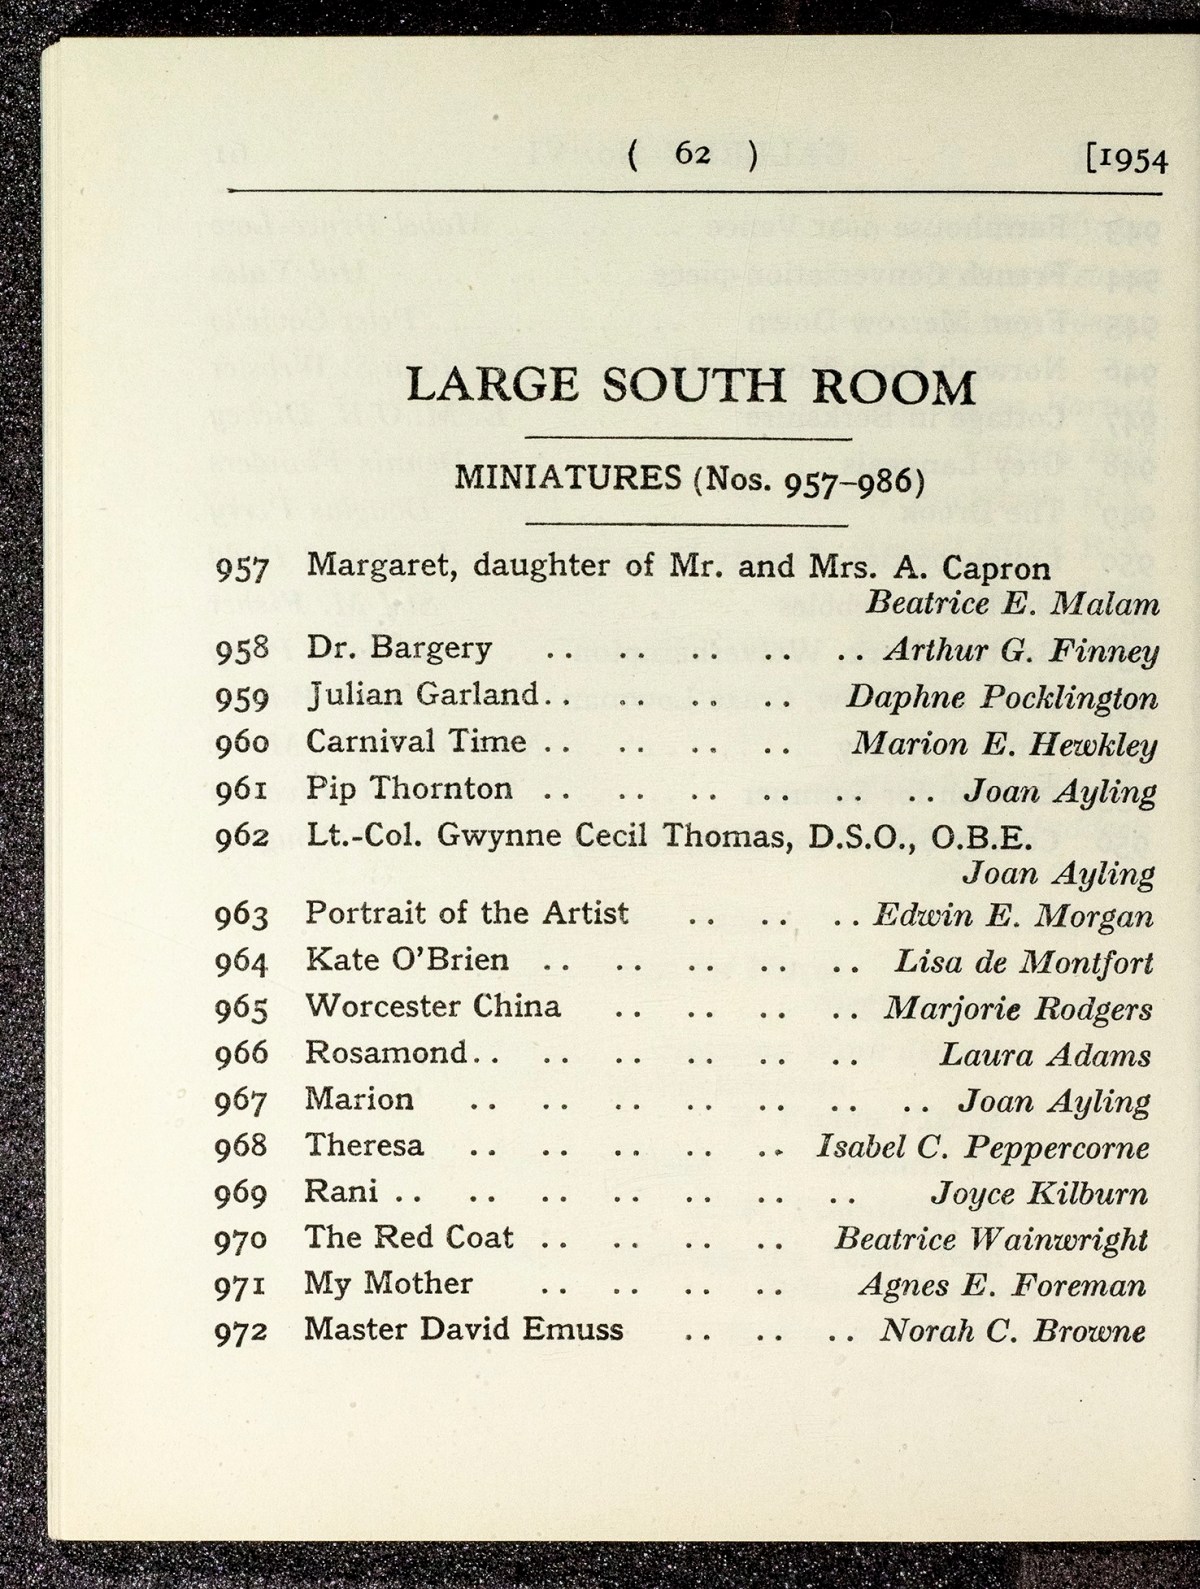 ( 62 ) [1954
LARGE SOUTH ROOM
MINIATURES (Nos. 957–986)
957 Margaret, daughter of Mr. and Mrs. A. Capron
Beatrice E. Malam
958 Dr. Bargery .. .. .. .. .. Arthur G. Finney
959 Julian Garland.. .. .. .. Daphne Pocklington
960 Carnival Time .. .. .. .. Marion E. Hewkley
961 Pip Thornton .. .. .. .. .. .. Joan Ayling
962 Lt.-Col. Gwynne Cecil Thomas, D.S.O., O.B.E.
Joan Ayling
963 Portrait of the Artist .. .. .. Edwin E. Morgan
964 Kate O'Brien .. .. .. .. .. Lisa de Montfort
965 Worcester China .. .. .. .. Marjorie Rodgers
966 Rosamond.. .. .. .. .. .. Laura Adams
967 Marion .. .. .. .. .. .. .. Joan Ayling
968 Theresa .. .. .. .. .. Isabel C. Peppercorne
969 Rani .. .. .. .. .. .. .. Joyce Kilburn
970 The Red Coat .. .. .. .. Beatrice Wainwright
971 My Mother .. .. .. .. Agnes E. Foreman
972 Master David Emuss .. .. .. Norah C. Browne